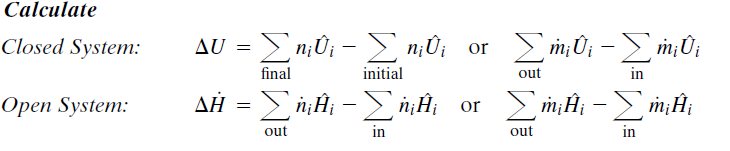 Calculate
Closed System: ΔU = ∑ nᵢÛᵢ − ∑ nᵢÛᵢ or ∑ ṁᵢÛᵢ − ∑ ṁᵢÛᵢ
final initial out in
Open System: ΔḢ = ∑ ṅᵢĤᵢ − ∑ ṅᵢĤᵢ or ∑ ṁᵢĤᵢ − ∑ ṁᵢĤᵢ
out in out in